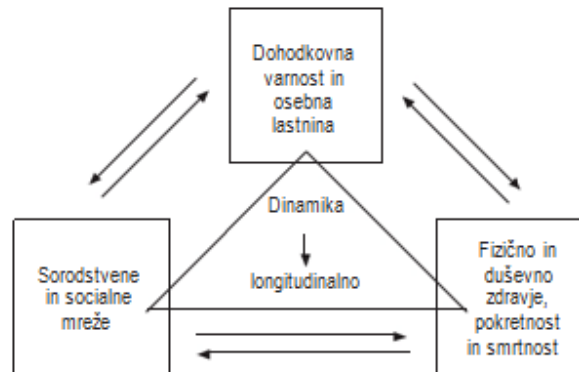 Dohodkovna
varnost in
osebna
lastnina
Dinamika
longitudinalno
Sorodstvene
in socialne
mreže
Fizično in
duševno
zdravje,
pokretnost
in smrtnost